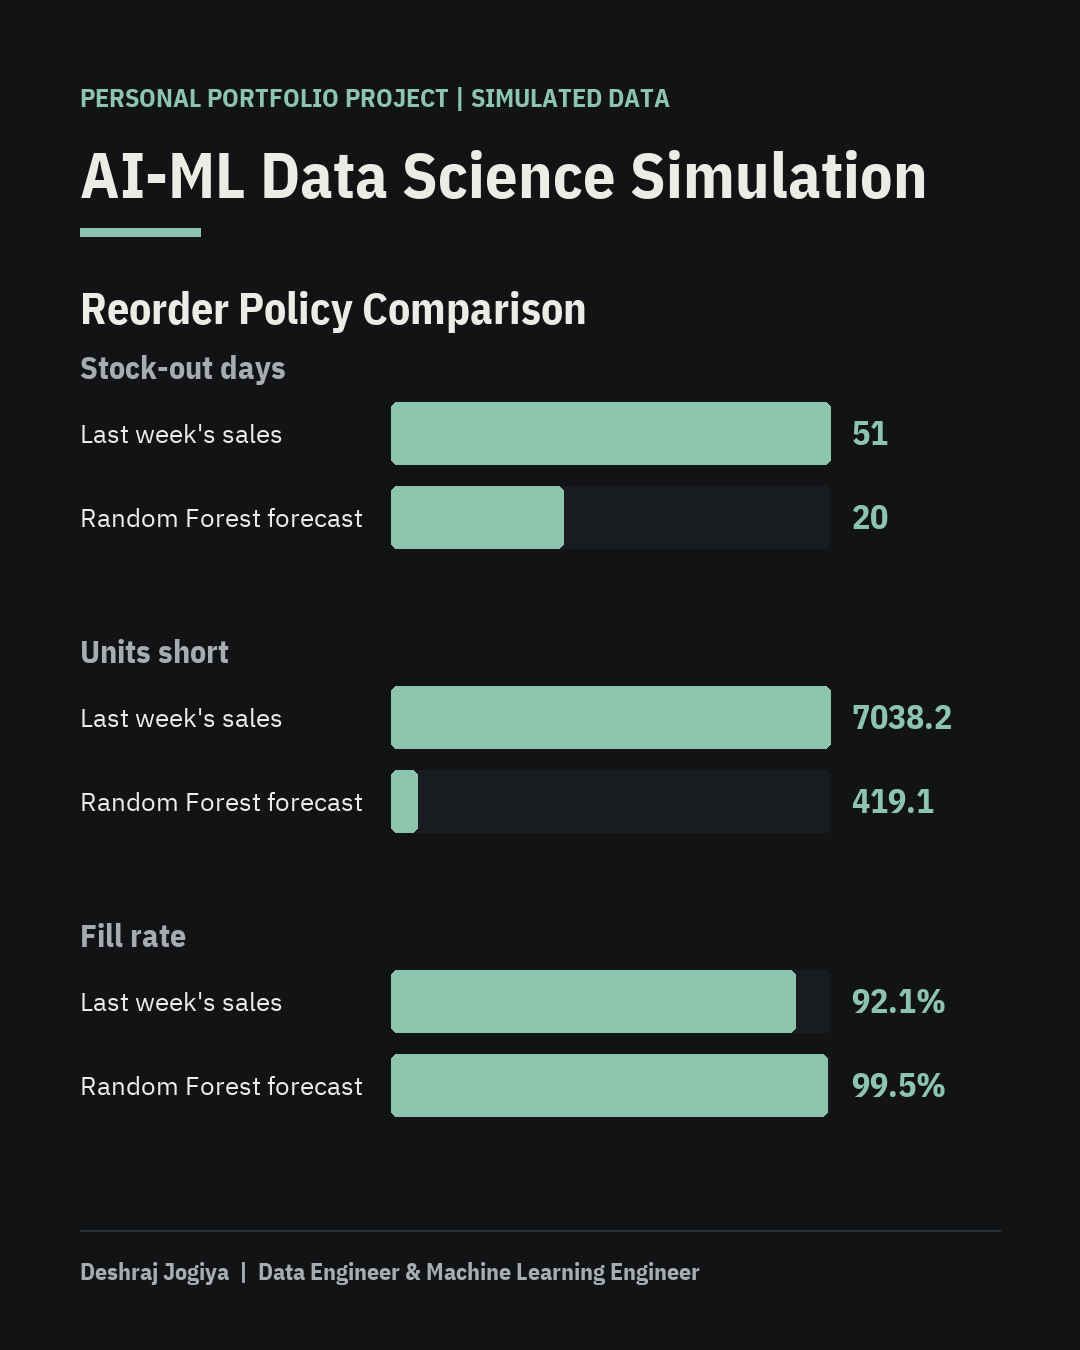 PERSONAL PORTFOLIO PROJECT | SIMULATED DATA
AI-ML Data Science Simulation
Reorder Policy Comparison
Stock-out days
Last week's sales 51
Random Forest forecast 20
Units short
Last week's sales 7038.2
Random Forest forecast 419.1
Fill rate
Last week's sales 92.1%
Random Forest forecast 99.5%
Deshraj Jogiya | Data Engineer & Machine Learning Engineer